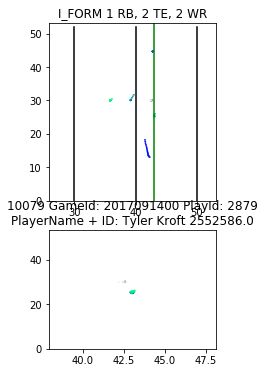 I_FORM 1 RB, 2 TE, 2 WR
50
40
30
20
10
0
30 40 50
10079 GameId: 2017091400 PlayId: 2879
PlayerName + ID: Tyler Kroft 2552586.0
40
20
0
40.0 42.5 45.0 47.5